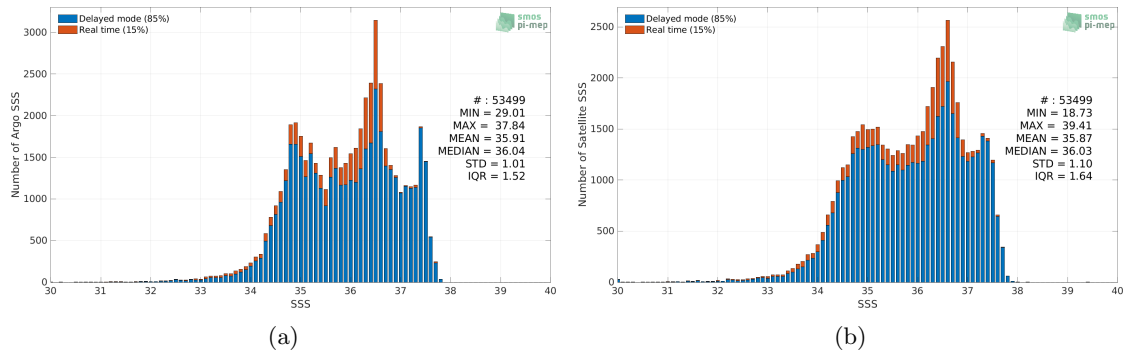 Delayed mode (85%)
Real time (15%)
smos
pi-mep
3000
2500
2000
1500
1000
500
0
Number of Argo SSS
# : 53499
MIN = 29.01
MAX = 37.84
MEAN = 35.91
MEDIAN = 36.04
STD = 1.01
IQR = 1.52
30 31 32 33 34 35 36 37 38 39 40
SSS
(a)
Delayed mode (85%)
Real time (15%)
smos
pi-mep
2500
2000
1500
1000
500
0
Number of Satellite SSS
# : 53499
MIN = 18.73
MAX = 39.41
MEAN = 35.87
MEDIAN = 36.03
STD = 1.10
IQR = 1.64
30 31 32 33 34 35 36 37 38 39 40
SSS
(b)